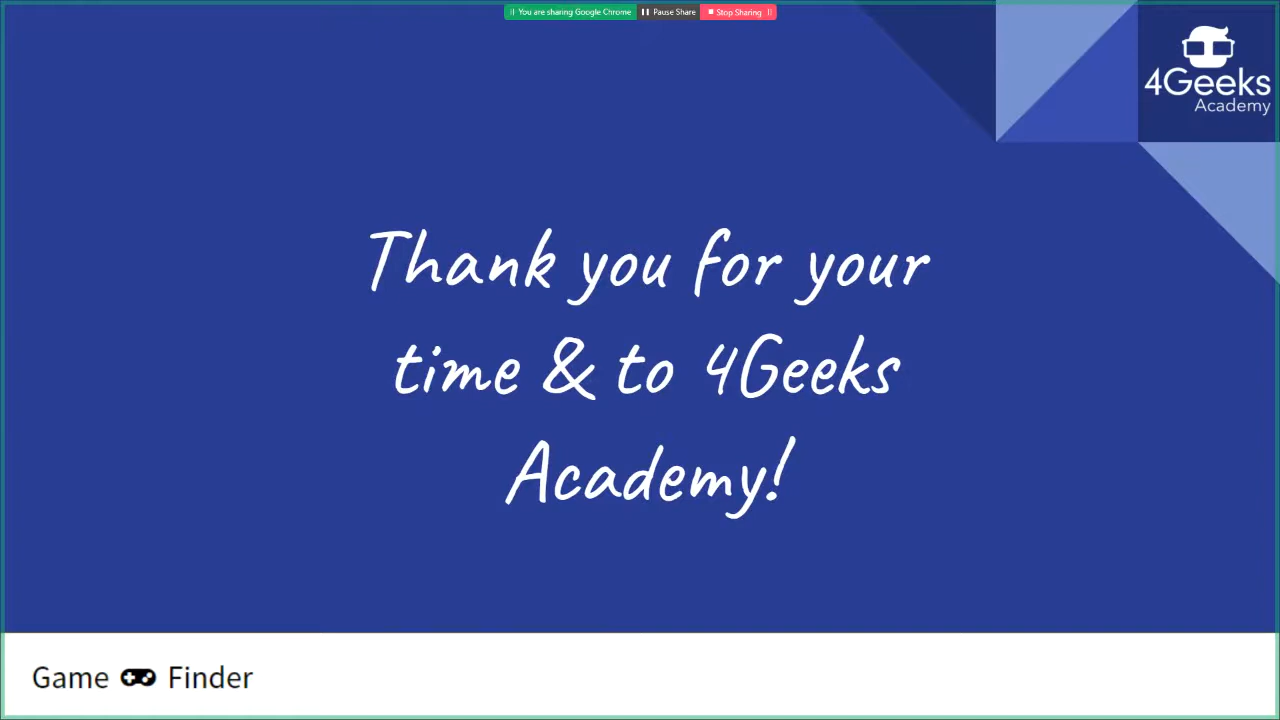 You are sharing Google Chrome Pause Share Stop Sharing
4Geeks
Academy
Thank you for your
time & to 4Geeks
Academy!
Game Finder